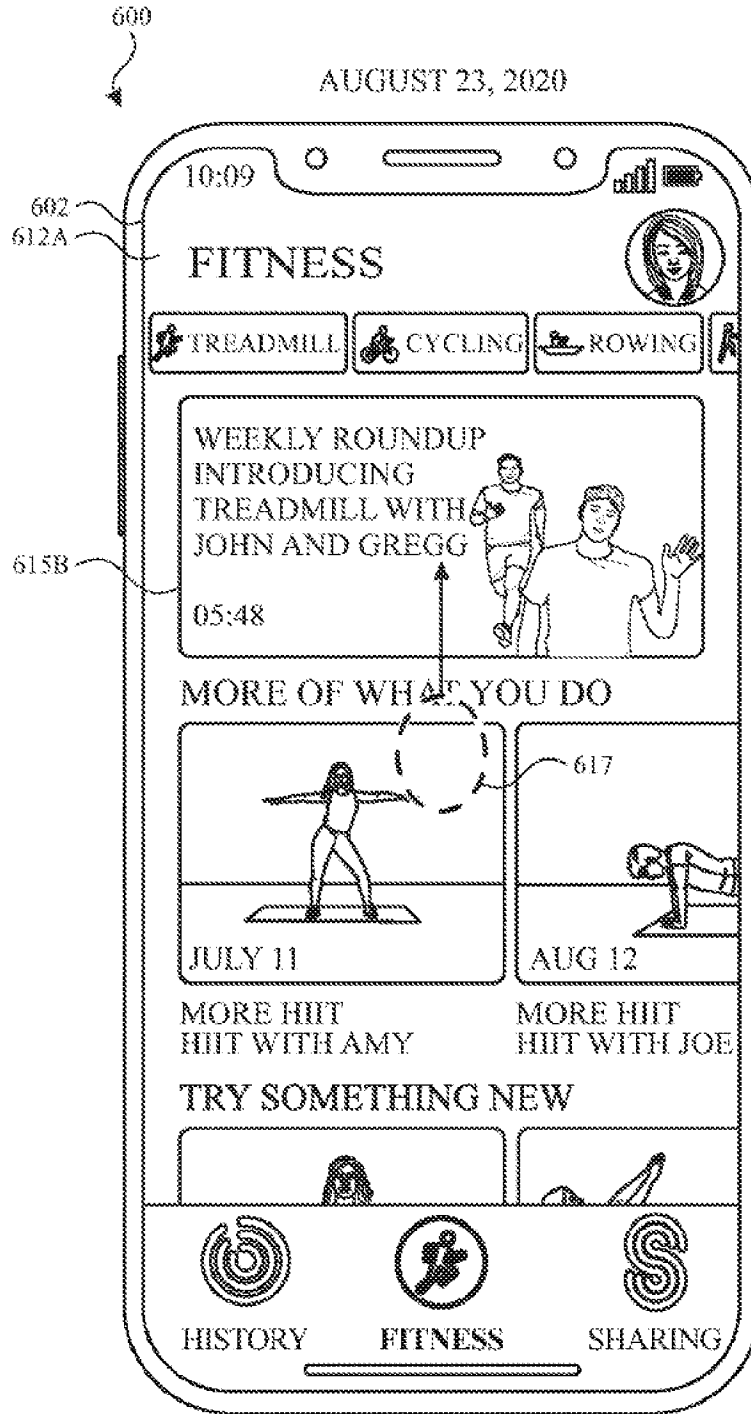 600
AUGUST 23, 2020
10:09
602
612A
FITNESS
TREADMILL
CYCLING
ROWING
WEEKLY ROUNDUP
INTRODUCING
TREADMILL WITH
JOHN AND GREGG
615B
05:48
MORE OF WHAT YOU DO
617
JULY 11
AUG 12
MORE HIIT
HIIT WITH AMY
MORE HIIT
HIIT WITH JOE
TRY SOMETHING NEW
HISTORY
FITNESS
SHARING